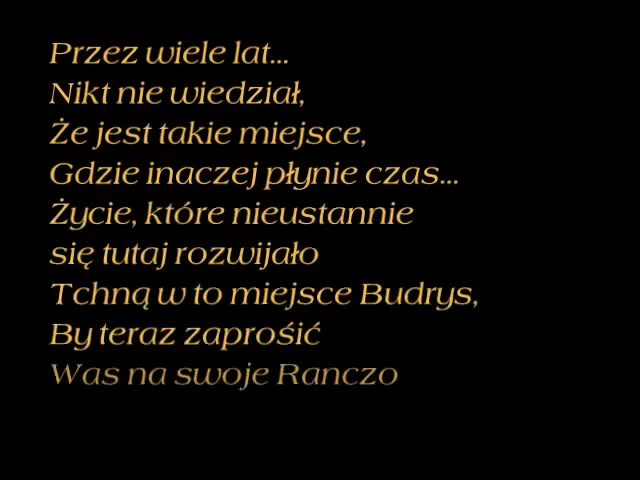 Przez wiele lat...
Nikt nie wiedział,
Że jest takie miejsce,
Gdzie inaczej płynie czas...
Życie, które nieustannie
się tutaj rozwijało
Tchną w to miejsce Budrys,
By teraz zaprośić
Was na swoje Ranczo